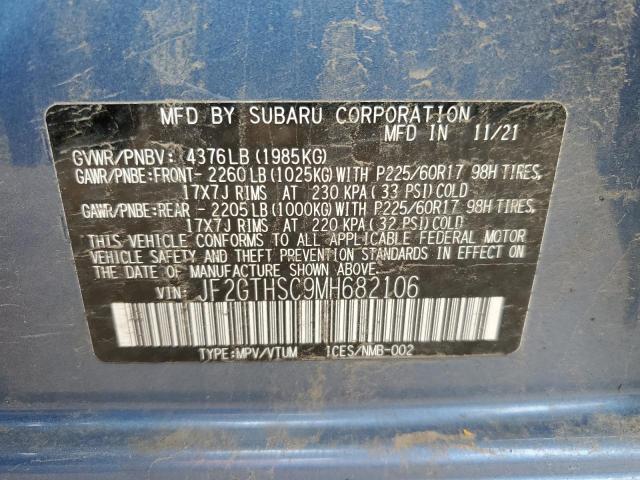 MFD BY SUBARU CORPORATION
MFD IN 11/21
GVWR/PNBV: 4376LB (1985KG)
GAWR/PNBE:FRONT- 2260LB (1025KG) WITH P225/60R17 98H TIRES,
17X7J RIMS AT 230 KPA( 33 PSI) COLD
GAWR/PNBE:REAR - 2205LB (1000KG) WITH P225/60R17 98H TIRES,
17X7J RIMS AT 220 KPA( 32 PSI) COLD
THIS VEHICLE CONFORMS TO ALL APPLICABLE FEDERAL MOTOR
VEHICLE SAFETY AND THEFT PREVENTION STANDARDS IN EFFECT ON
THE DATE OF MANUFACTURE SHOWN ABOVE.
VIN JF2GTHSC9MH682106
TYPE:MPV/VTUM ICES/NMB-002